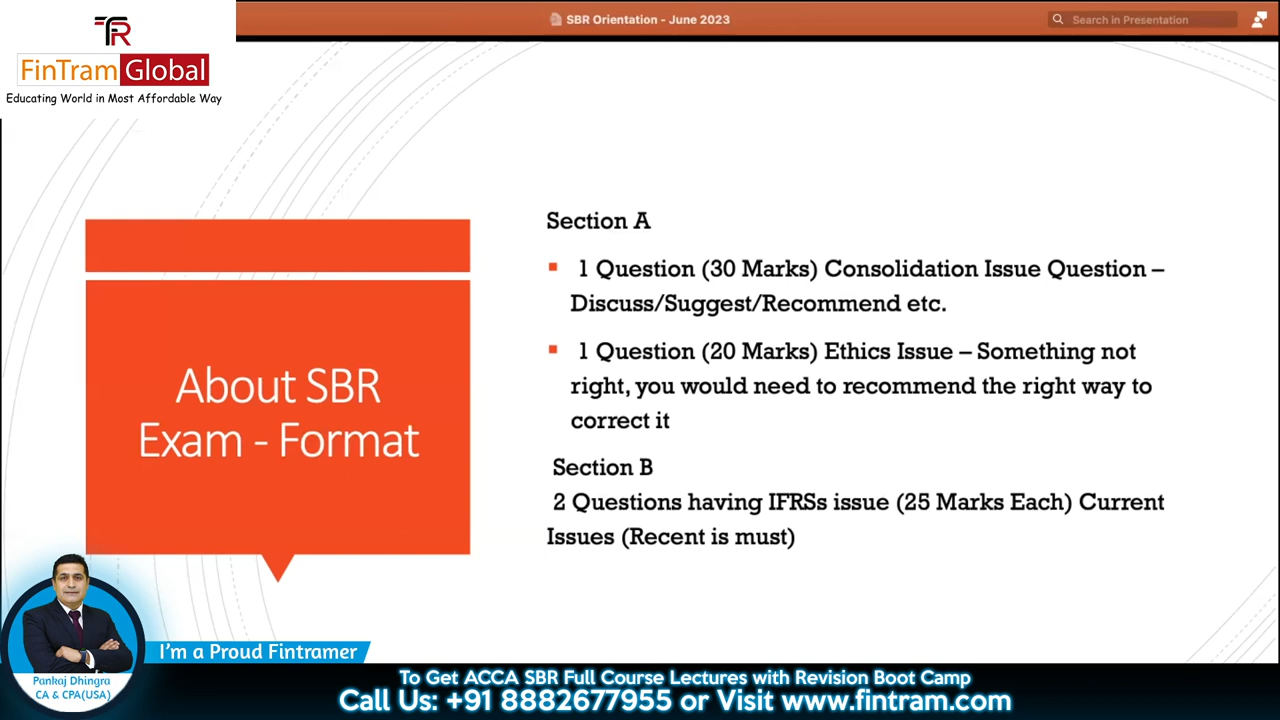 SBR Orientation - June 2023
Search in Presentation
TR
FinTram Global
Educating World in Most Affordable Way
About SBR
Exam - Format
Section A
1 Question (30 Marks) Consolidation Issue Question –
Discuss/Suggest/Recommend etc.
1 Question (20 Marks) Ethics Issue – Something not
right, you would need to recommend the right way to
correct it
Section B
2 Questions having IFRSs issue (25 Marks Each) Current
Issues (Recent is must)
I'm a Proud Fintramer
Pankaj Dhingra
CA & CPA(USA)
To Get ACCA SBR Full Course Lectures with Revision Boot Camp
Call Us: +91 8882677955 or Visit www.fintram.com